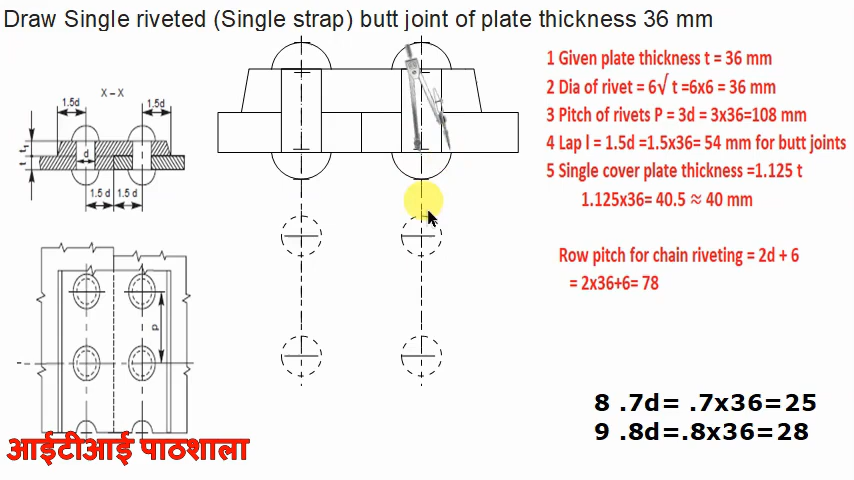 Draw Single riveted (Single strap) butt joint of plate thickness 36 mm
X – X
1.5d
1.5d
t₁
t
d
1.5 d
1.5 d
P
1 Given plate thickness t = 36 mm
2 Dia of rivet = 6√ t =6x6 = 36 mm
3 Pitch of rivets P = 3d = 3x36=108 mm
4 Lap l = 1.5d =1.5x36= 54 mm for butt joints
5 Single cover plate thickness =1.125 t
1.125x36= 40.5 ≈ 40 mm
Row pitch for chain riveting = 2d + 6
= 2x36+6= 78
8 .7d= .7x36=25
9 .8d=.8x36=28
आईटीआई पाठशाला